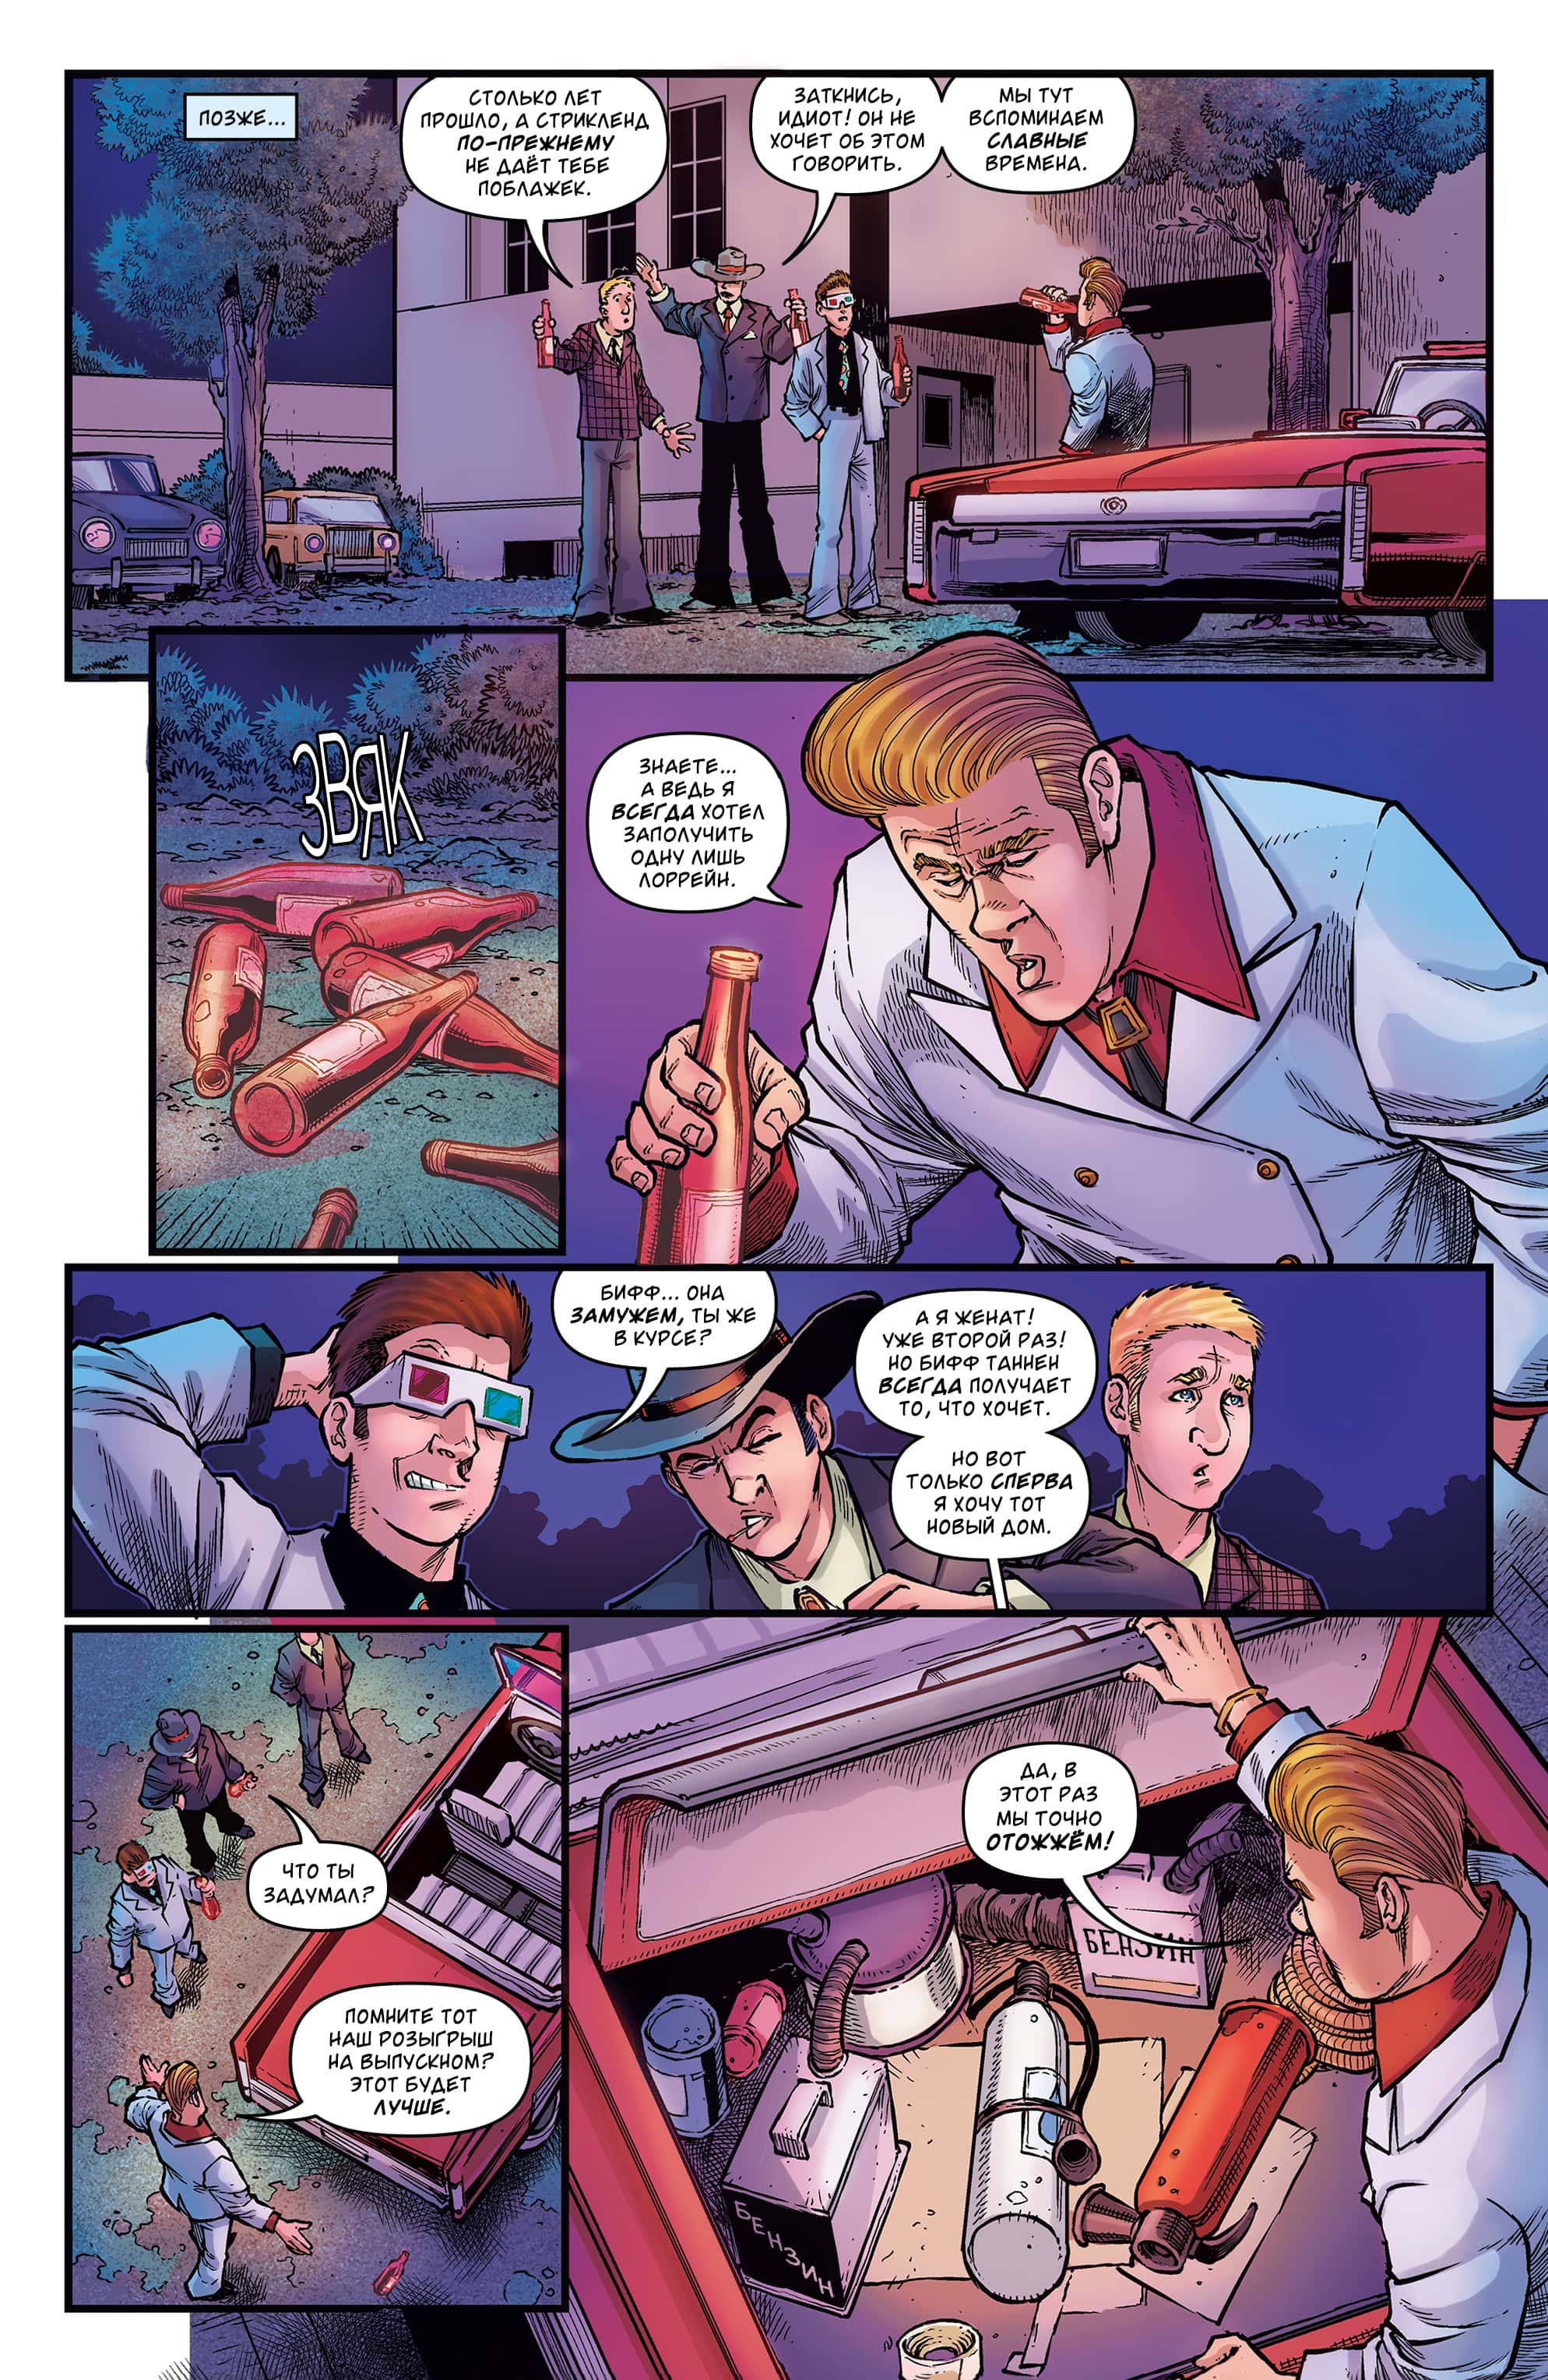 ПОЗЖЕ...
СТОЛЬКО ЛЕТ
ПРОШЛО, А СТРИКЛЕНД
ПО-ПРЕЖНЕМУ
НЕ ДАЁТ ТЕБЕ
ПОБЛАЖЕК.
ЗАТКНИСЬ,
ИДИОТ! ОН НЕ
ХОЧЕТ ОБ ЭТОМ
ГОВОРИТЬ.
МЫ ТУТ
ВСПОМИНАЕМ
СЛАВНЫЕ
ВРЕМЕНА.
ЗВЯК
ЗНАЕТЕ...
А ВЕДЬ Я
ВСЕГДА ХОТЕЛ
ЗАПОЛУЧИТЬ
ОДНУ ЛИШЬ
ЛОРРЕЙН.
БИФФ... ОНА
ЗАМУЖЕМ, ТЫ ЖЕ
В КУРСЕ?
А Я ЖЕНАТ!
УЖЕ ВТОРОЙ РАЗ!
НО БИФФ ТАННЕН
ВСЕГДА ПОЛУЧАЕТ
ТО, ЧТО ХОЧЕТ.
НО ВОТ
ТОЛЬКО СПЕРВА
Я ХОЧУ ТОТ
НОВЫЙ ДОМ.
ЧТО ТЫ
ЗАДУМАЛ?
ПОМНИТЕ ТОТ
НАШ РОЗЫГРЫШ
НА ВЫПУСКНОМ?
ЭТОТ БУДЕТ
ЛУЧШЕ.
ДА, В
ЭТОТ РАЗ
МЫ ТОЧНО
ОТОЖЖЁМ!
БЕНЗИН
БЕНЗИН